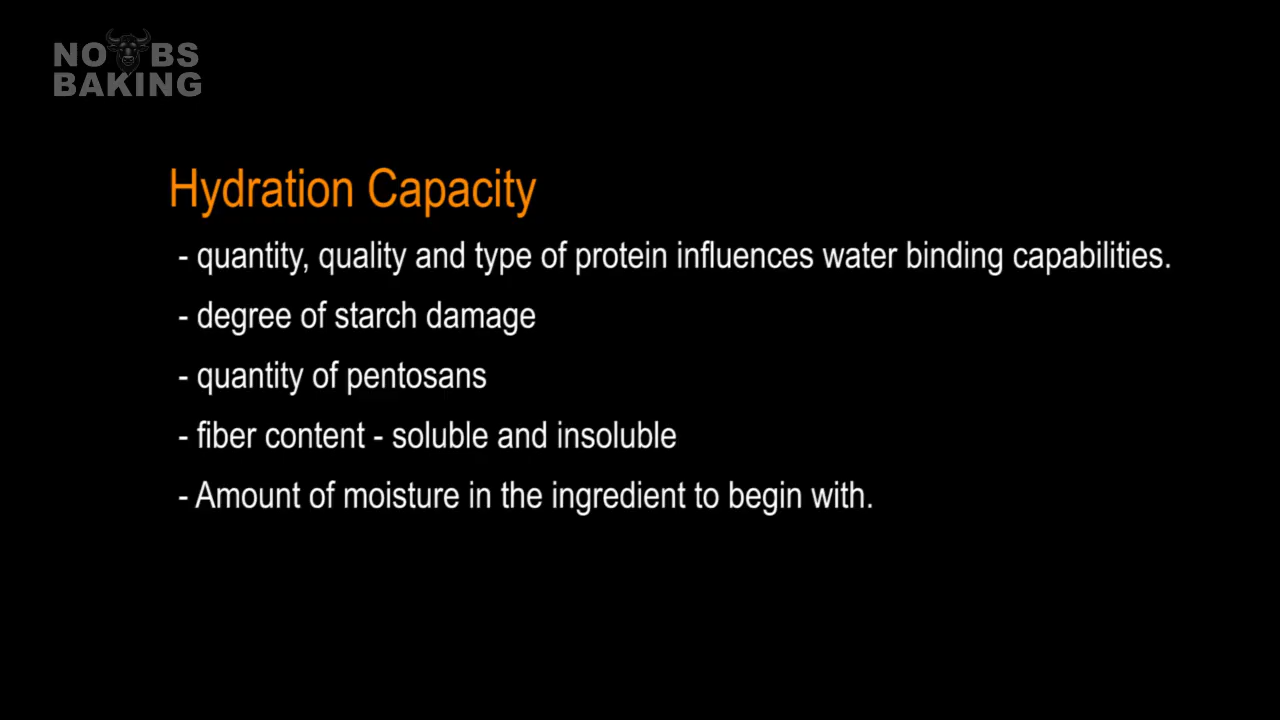 NO BS
BAKING
Hydration Capacity
- quantity, quality and type of protein influences water binding capabilities.
- degree of starch damage
- quantity of pentosans
- fiber content - soluble and insoluble
- Amount of moisture in the ingredient to begin with.